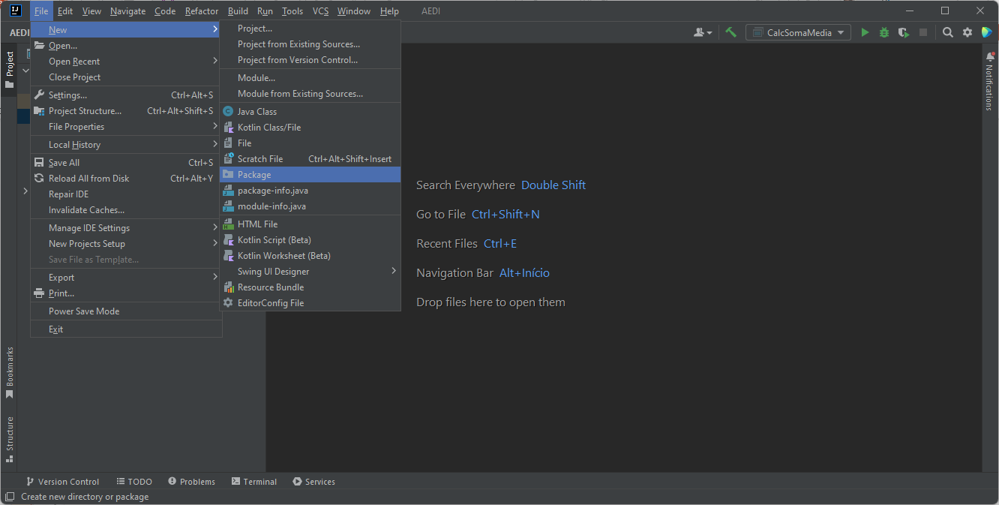 IJ File Edit View Navigate Code Refactor Build Run Tools VCS Window Help AEDI
AEDI
CalcSomaMedia
Project
New
Open...
Open Recent
Close Project
Settings... Ctrl+Alt+S
Project Structure... Ctrl+Alt+Shift+S
File Properties
Local History
Save All Ctrl+S
Reload All from Disk Ctrl+Alt+Y
Repair IDE
Invalidate Caches...
Manage IDE Settings
New Projects Setup
Save File as Template...
Export
Print...
Power Save Mode
Exit
Project...
Project from Existing Sources...
Project from Version Control...
Module...
Module from Existing Sources...
C Java Class
Kotlin Class/File
File
Scratch File Ctrl+Alt+Shift+Insert
Package
package-info.java
module-info.java
HTML File
Kotlin Script (Beta)
Kotlin Worksheet (Beta)
Swing UI Designer
Resource Bundle
EditorConfig File
Search Everywhere Double Shift
Go to File Ctrl+Shift+N
Recent Files Ctrl+E
Navigation Bar Alt+Início
Drop files here to open them
Notifications
Bookmarks
Structure
Version Control TODO Problems Terminal Services
Create new directory or package